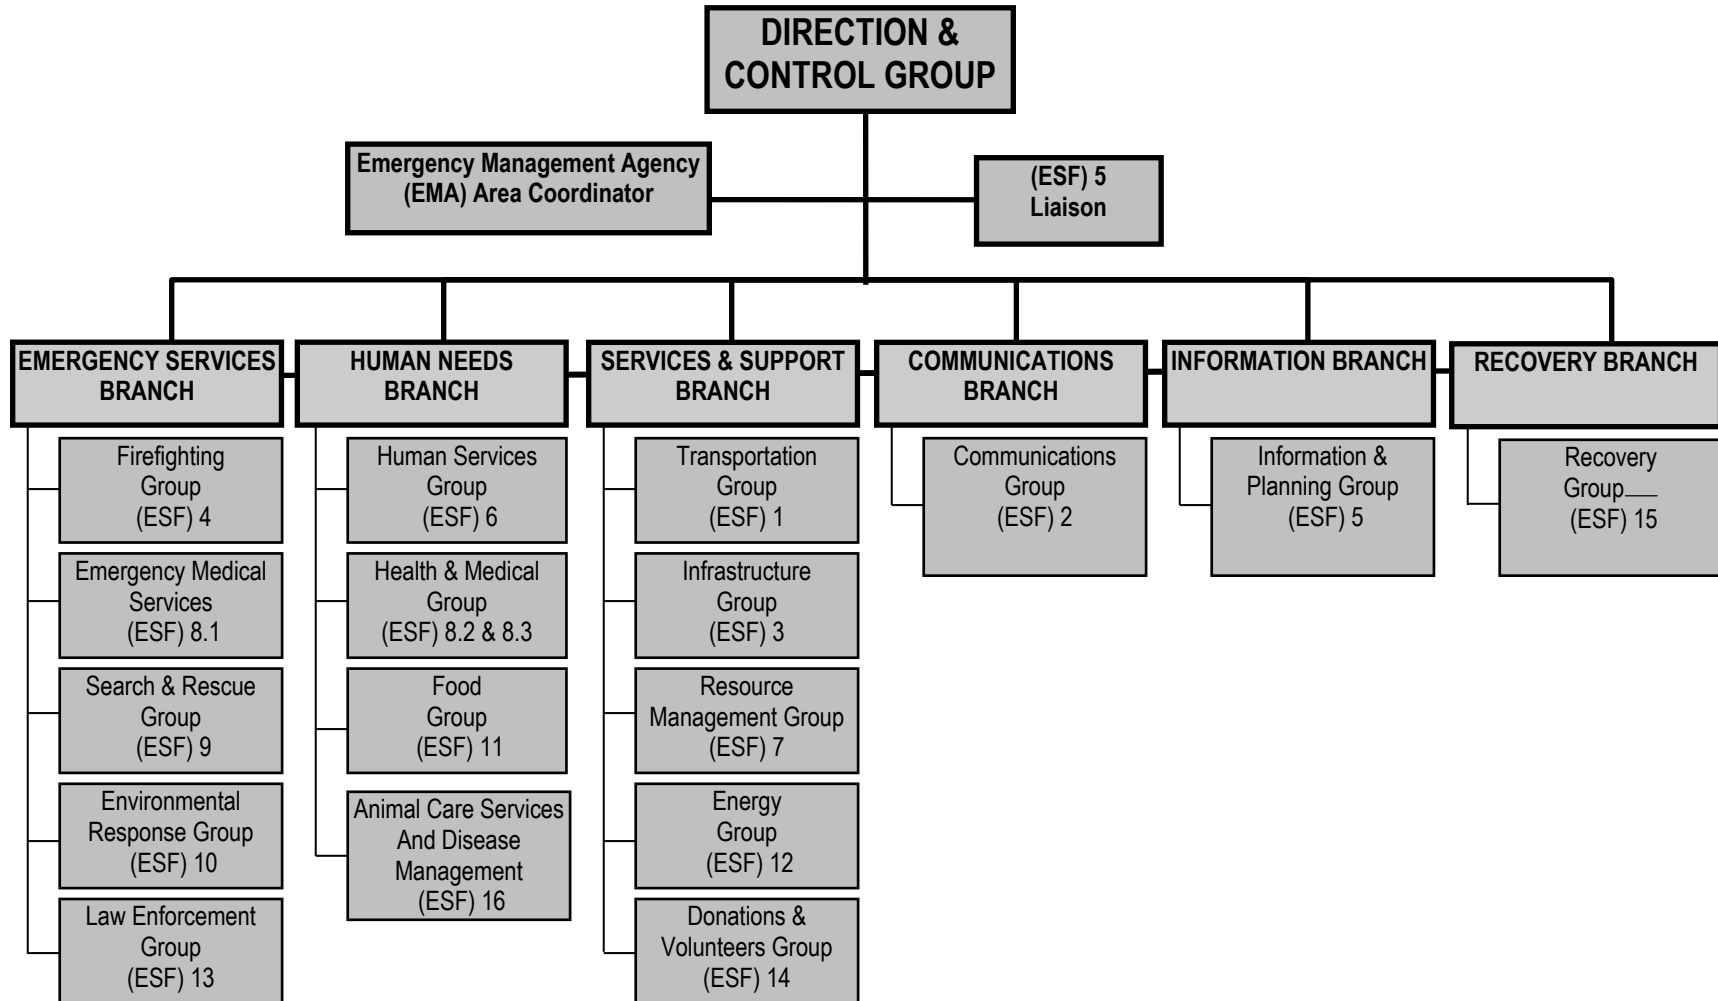 DIRECTION &
CONTROL GROUP
Emergency Management Agency
(EMA) Area Coordinator
(ESF) 5
Liaison
EMERGENCY SERVICES
BRANCH
Firefighting
Group
(ESF) 4
Emergency Medical
Services
(ESF) 8.1
Search & Rescue
Group
(ESF) 9
Environmental
Response Group
(ESF) 10
Law Enforcement
Group
(ESF) 13
HUMAN NEEDS
BRANCH
Human Services
Group
(ESF) 6
Health & Medical
Group
(ESF) 8.2 & 8.3
Food
Group
(ESF) 11
Animal Care Services
And Disease
Management
(ESF) 16
SERVICES & SUPPORT
BRANCH
Transportation
Group
(ESF) 1
Infrastructure
Group
(ESF) 3
Resource
Management Group
(ESF) 7
Energy
Group
(ESF) 12
Donations &
Volunteers Group
(ESF) 14
COMMUNICATIONS
BRANCH
Communications
Group
(ESF) 2
INFORMATION BRANCH
Information &
Planning Group
(ESF) 5
RECOVERY BRANCH
Recovery
Group
(ESF) 15